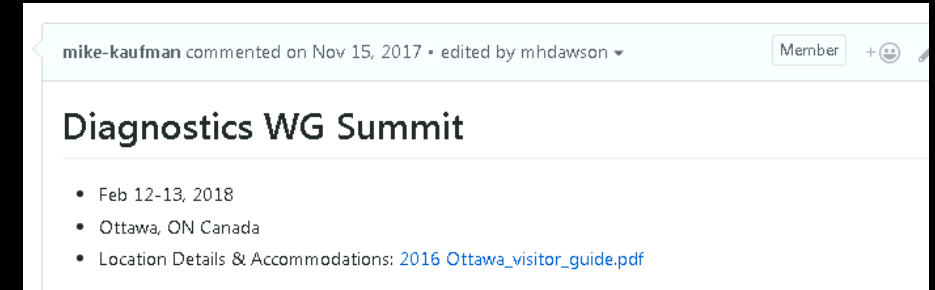 mike-kaufman commented on Nov 15, 2017 • edited by mhdawson Member +
Diagnostics WG Summit
• Feb 12-13, 2018
• Ottawa, ON Canada
• Location Details & Accommodations: 2016 Ottawa_visitor_guide.pdf